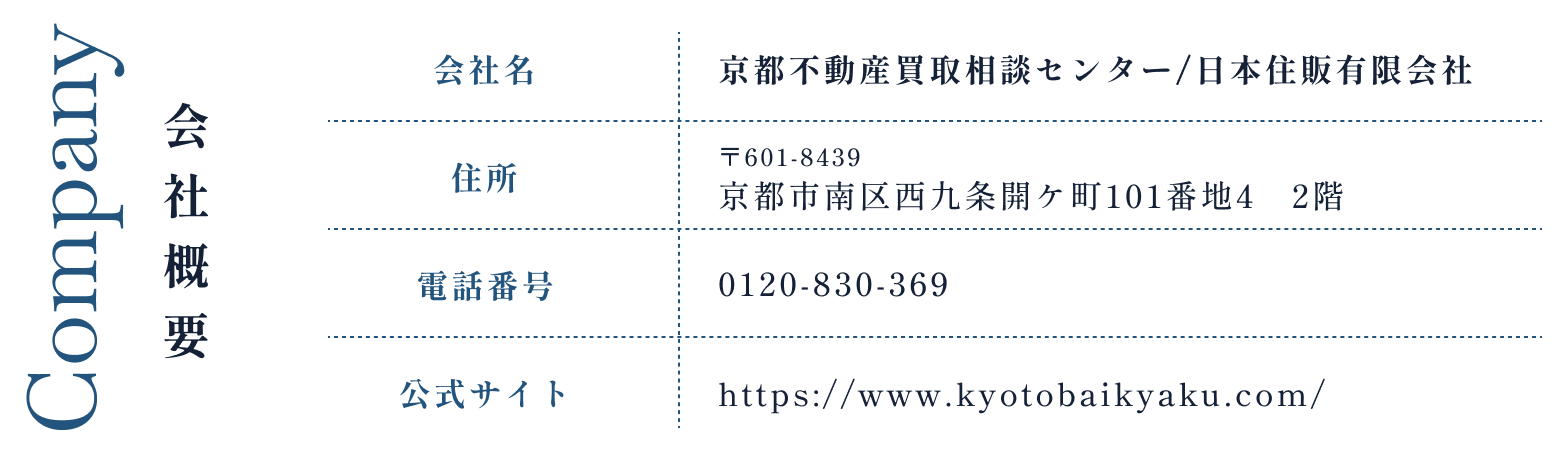 Company
会社概要
会社名
京都不動産買取相談センター/日本住販有限会社
住所
〒601-8439
京都市南区西九条開ケ町101番地4　2階
電話番号
0120-830-369
公式サイト
https://www.kyotobaikyaku.com/